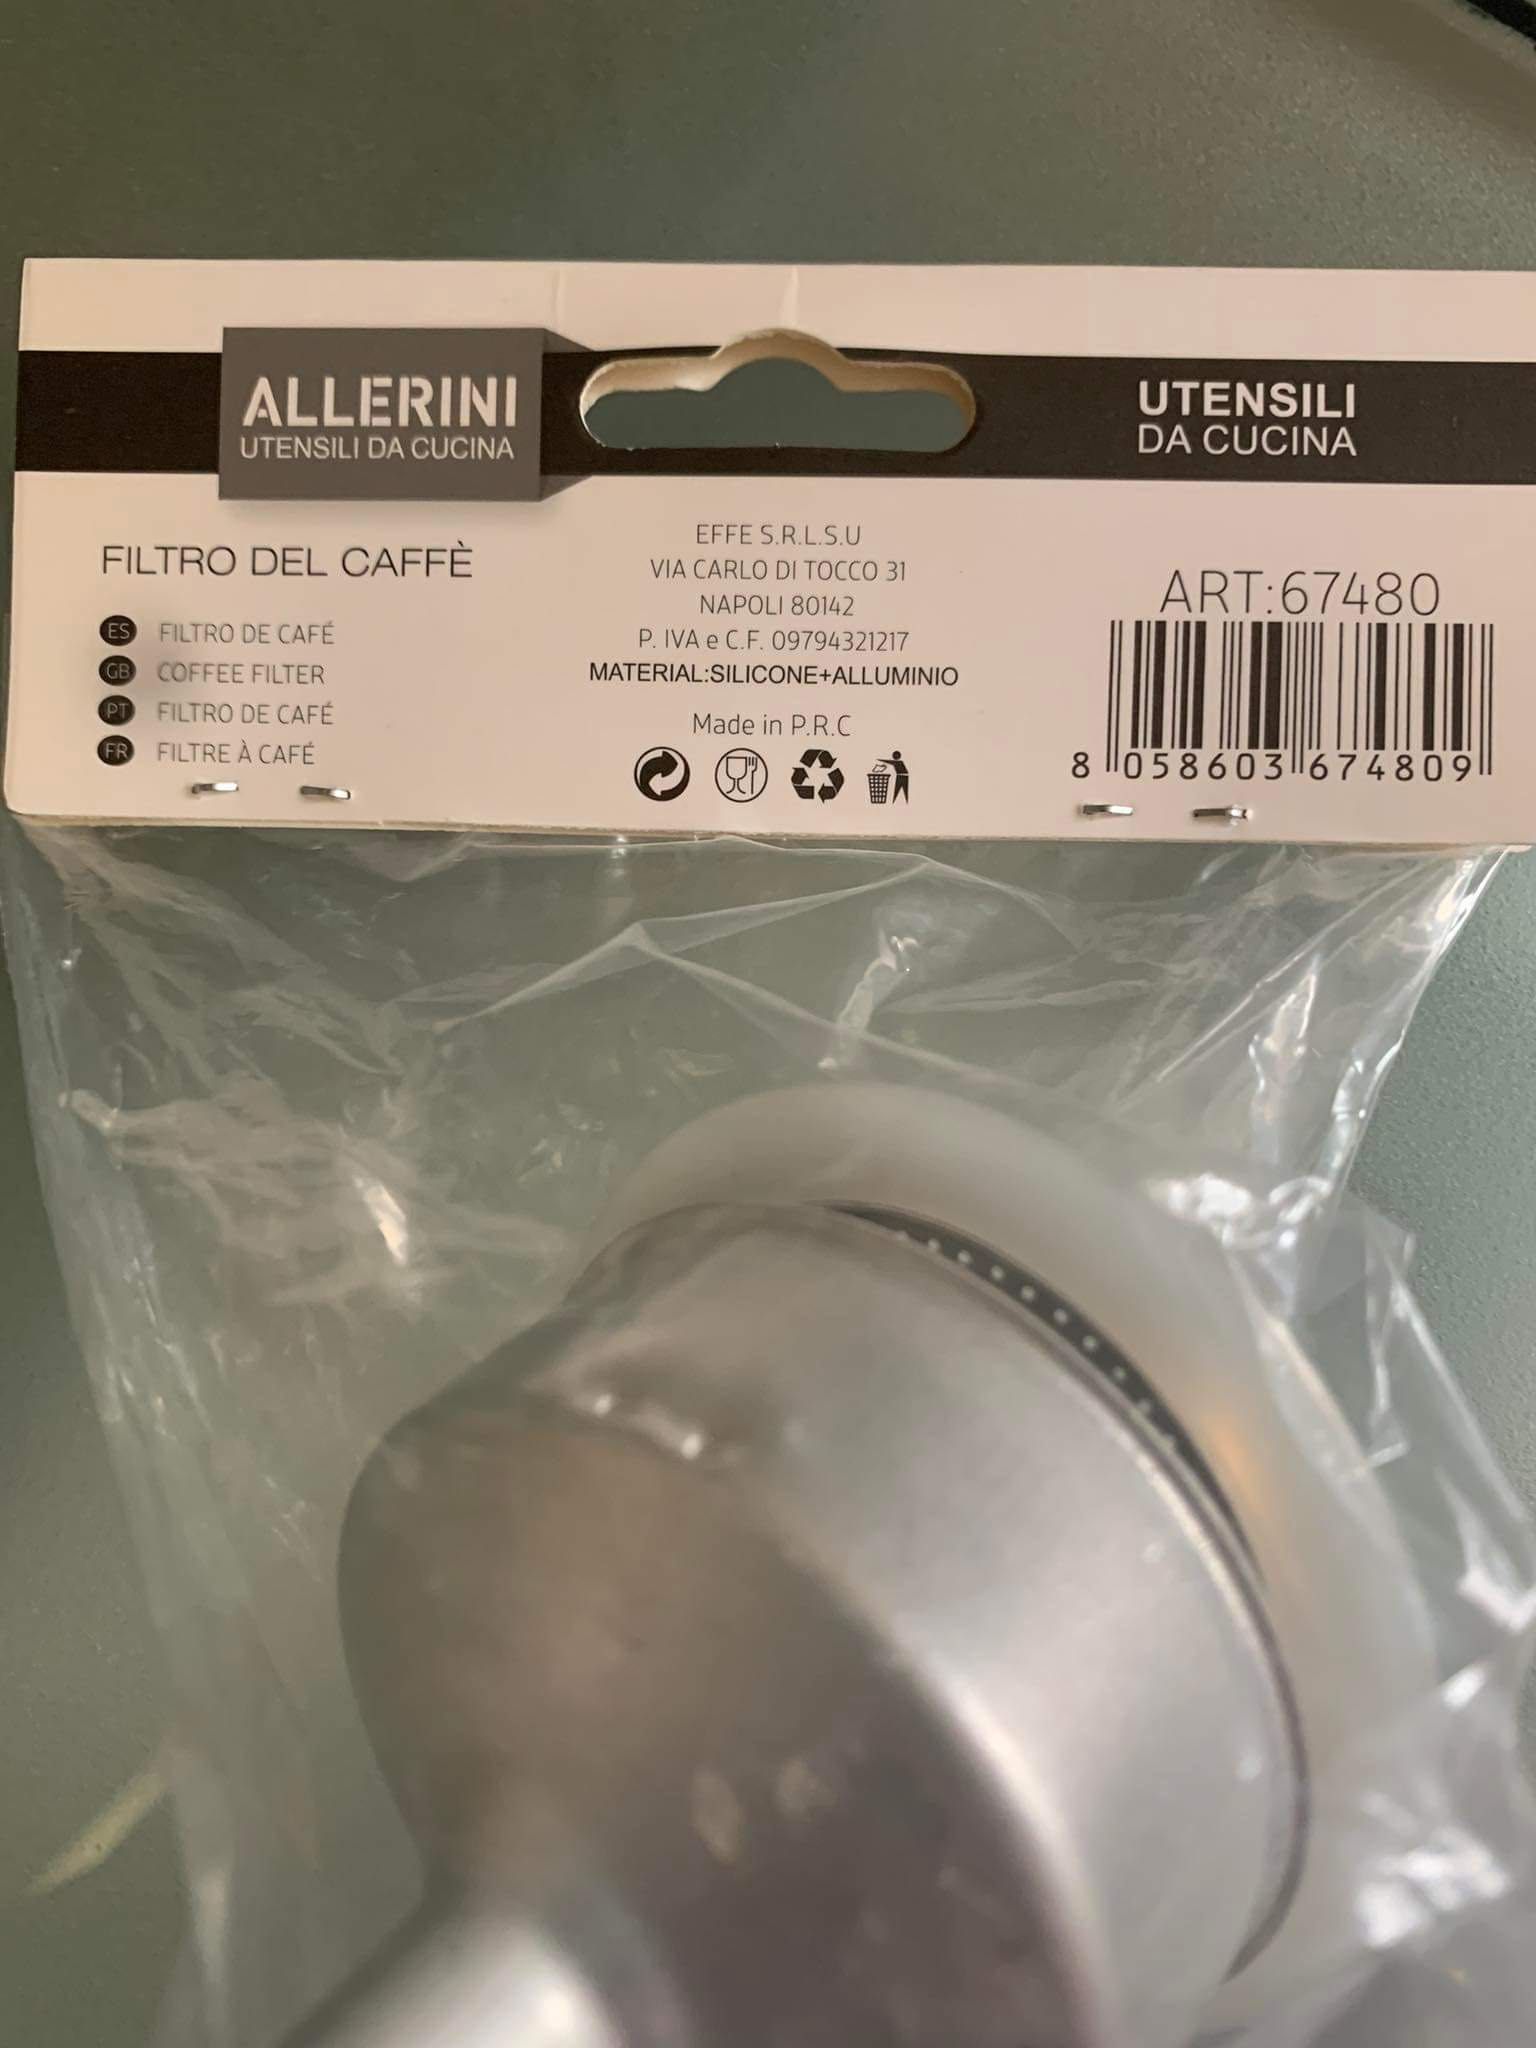 ALLERINI
UTENSILI DA CUCINA
UTENSILI
DA CUCINA
FILTRO DEL CAFFÈ
ES FILTRO DE CAFÉ
GB COFFEE FILTER
PT FILTRO DE CAFÉ
FR FILTRE À CAFÉ
EFFE S.R.L.S.U
VIA CARLO DI TOCCO 31
NAPOLI 80142
P. IVA e C.F. 09794321217
MATERIAL:SILICONE+ALLUMINIO
Made in P.R.C
ART:67480
8 058603 674809